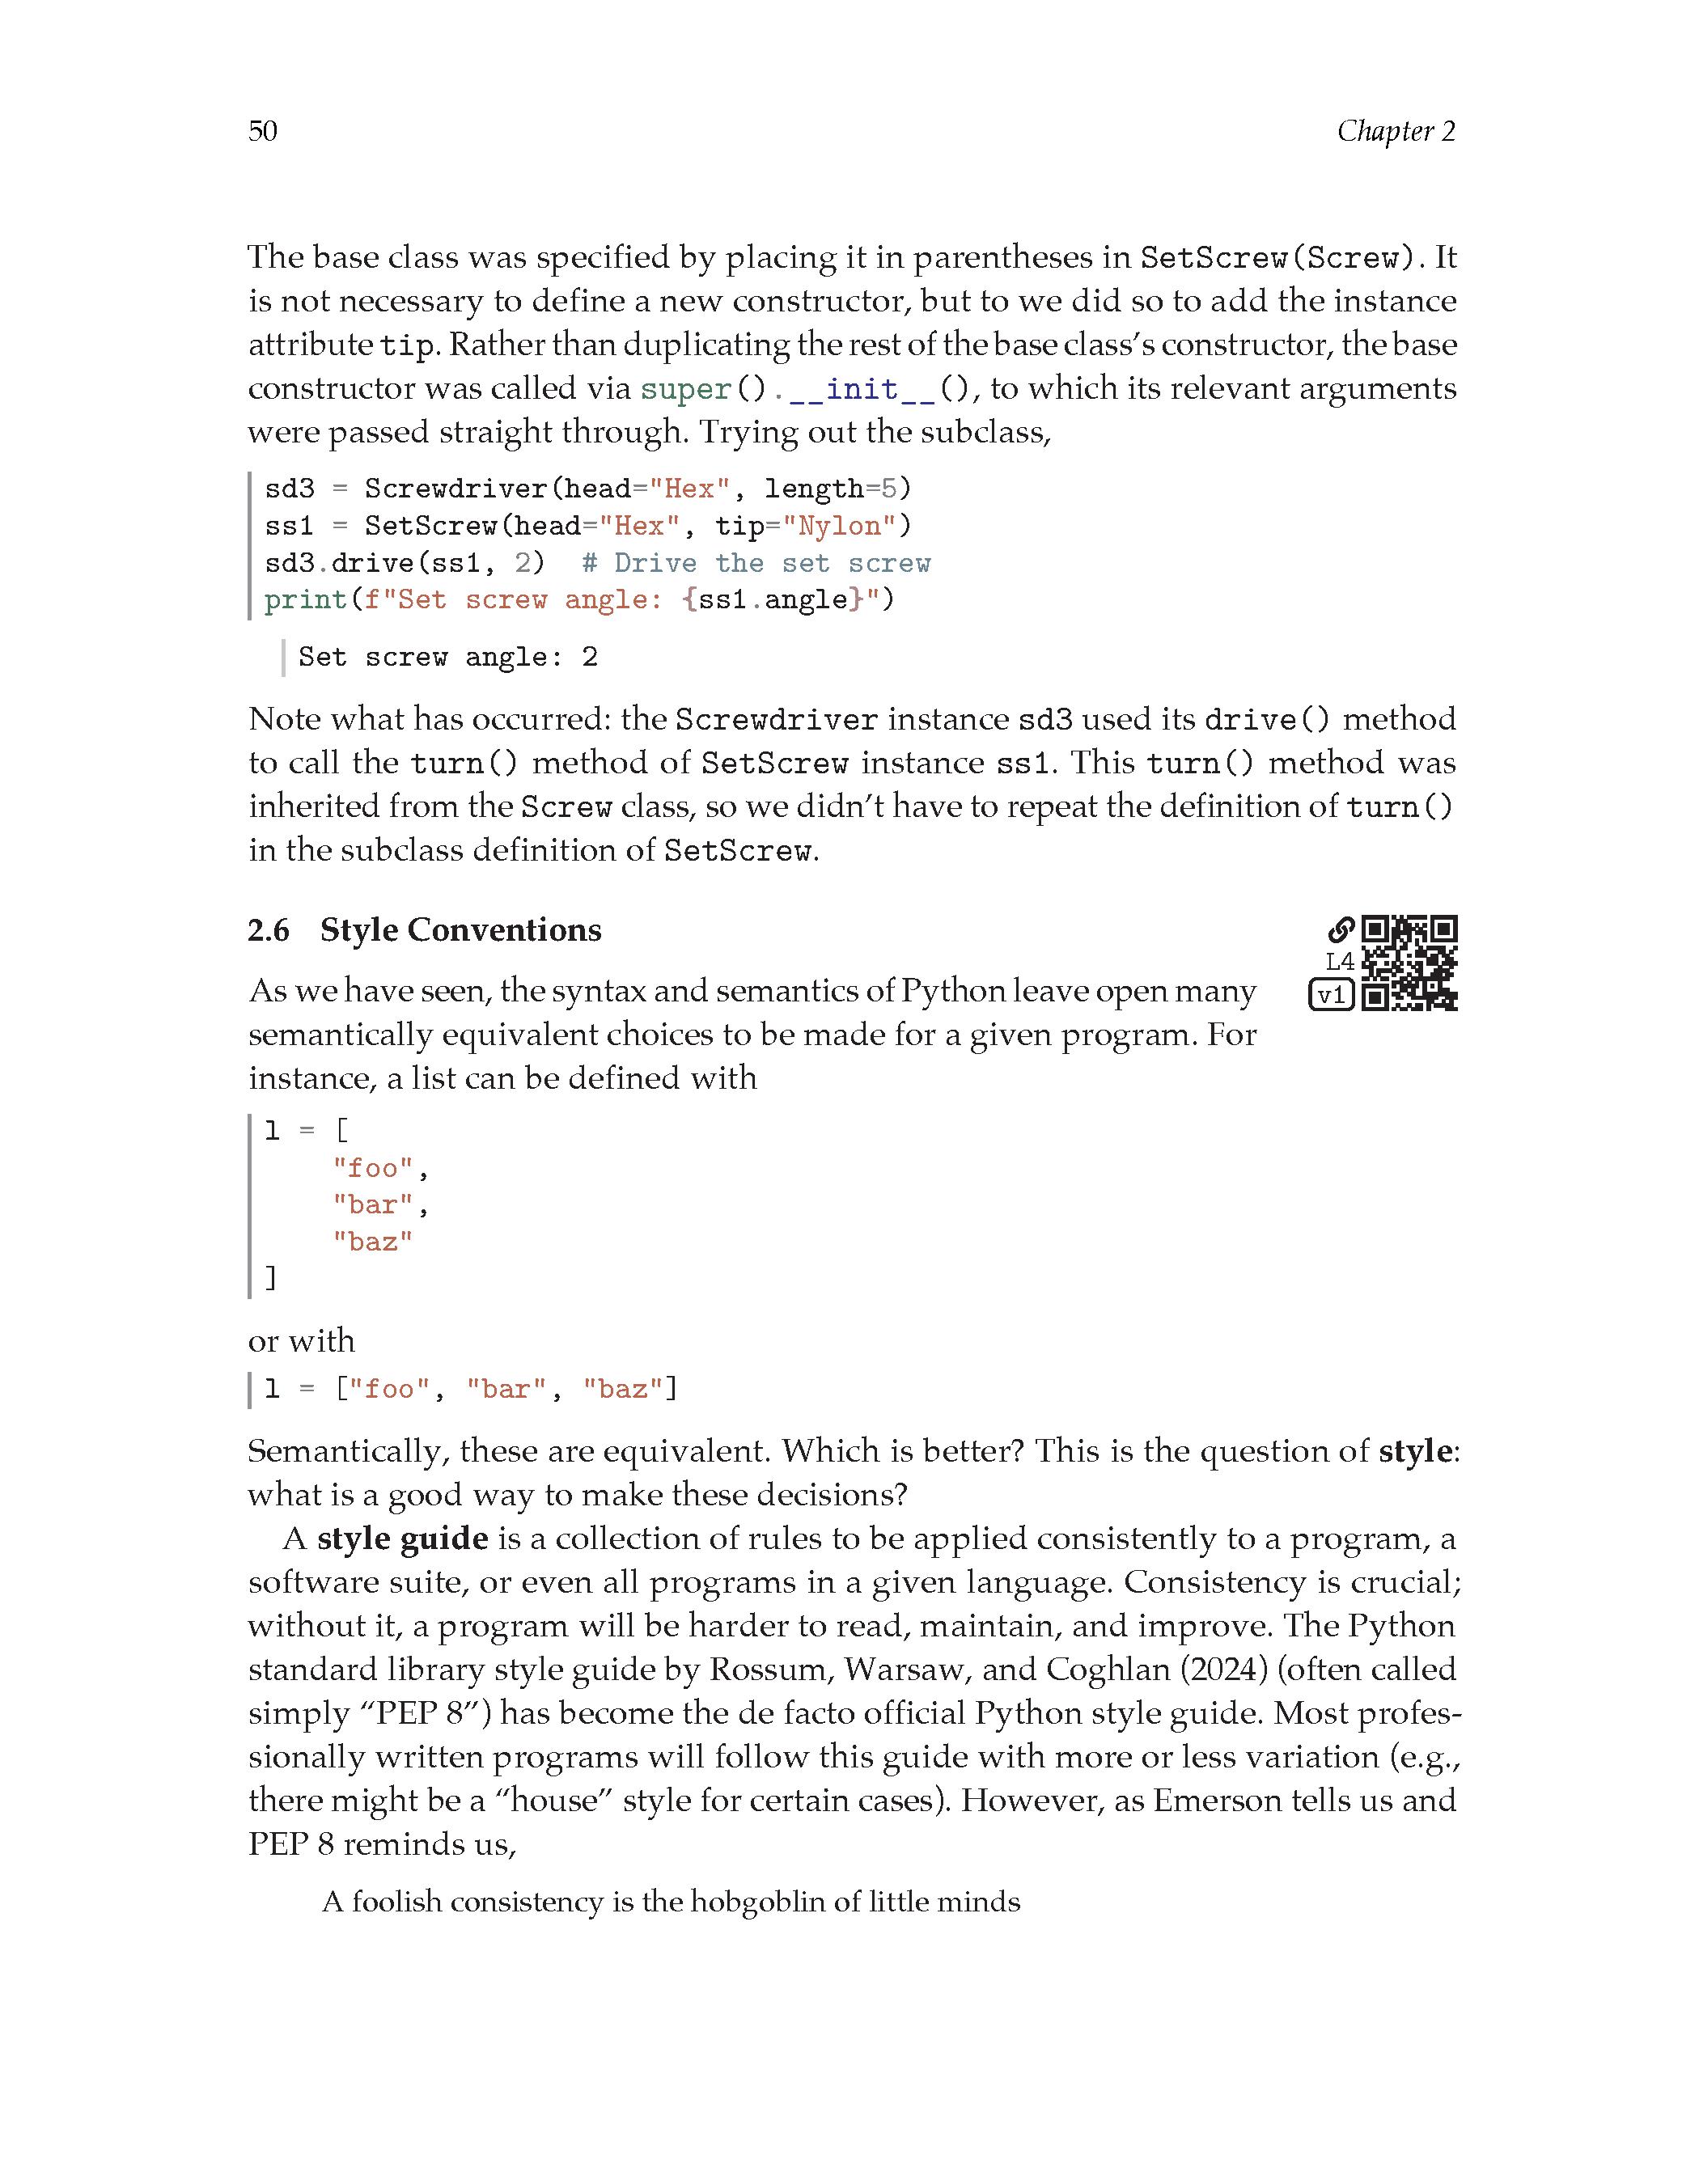 50 Chapter 2
The base class was specified by placing it in parentheses in SetScrew(Screw). It
is not necessary to define a new constructor, but to we did so to add the instance
attribute tip. Rather than duplicating the rest of the base class’s constructor, the base
constructor was called via super().__init__(), to which its relevant arguments
were passed straight through. Trying out the subclass,
sd3 = Screwdriver(head="Hex", length=5)
ss1 = SetScrew(head="Hex", tip="Nylon")
sd3.drive(ss1, 2)  # Drive the set screw
print(f"Set screw angle: {ss1.angle}")
Set screw angle: 2
Note what has occurred: the Screwdriver instance sd3 used its drive() method
to call the turn() method of SetScrew instance ss1. This turn() method was
inherited from the Screw class, so we didn’t have to repeat the definition of turn()
in the subclass definition of SetScrew.
2.6 Style Conventions
L4
v1
As we have seen, the syntax and semantics of Python leave open many
semantically equivalent choices to be made for a given program. For
instance, a list can be defined with
l = [
    "foo",
    "bar",
    "baz"
]
or with
l = ["foo", "bar", "baz"]
Semantically, these are equivalent. Which is better? This is the question of style:
what is a good way to make these decisions?
A style guide is a collection of rules to be applied consistently to a program, a
software suite, or even all programs in a given language. Consistency is crucial;
without it, a program will be harder to read, maintain, and improve. The Python
standard library style guide by Rossum, Warsaw, and Coghlan (2024) (often called
simply “PEP 8”) has become the de facto official Python style guide. Most profes-
sionally written programs will follow this guide with more or less variation (e.g.,
there might be a “house” style for certain cases). However, as Emerson tells us and
PEP 8 reminds us,
A foolish consistency is the hobgoblin of little minds